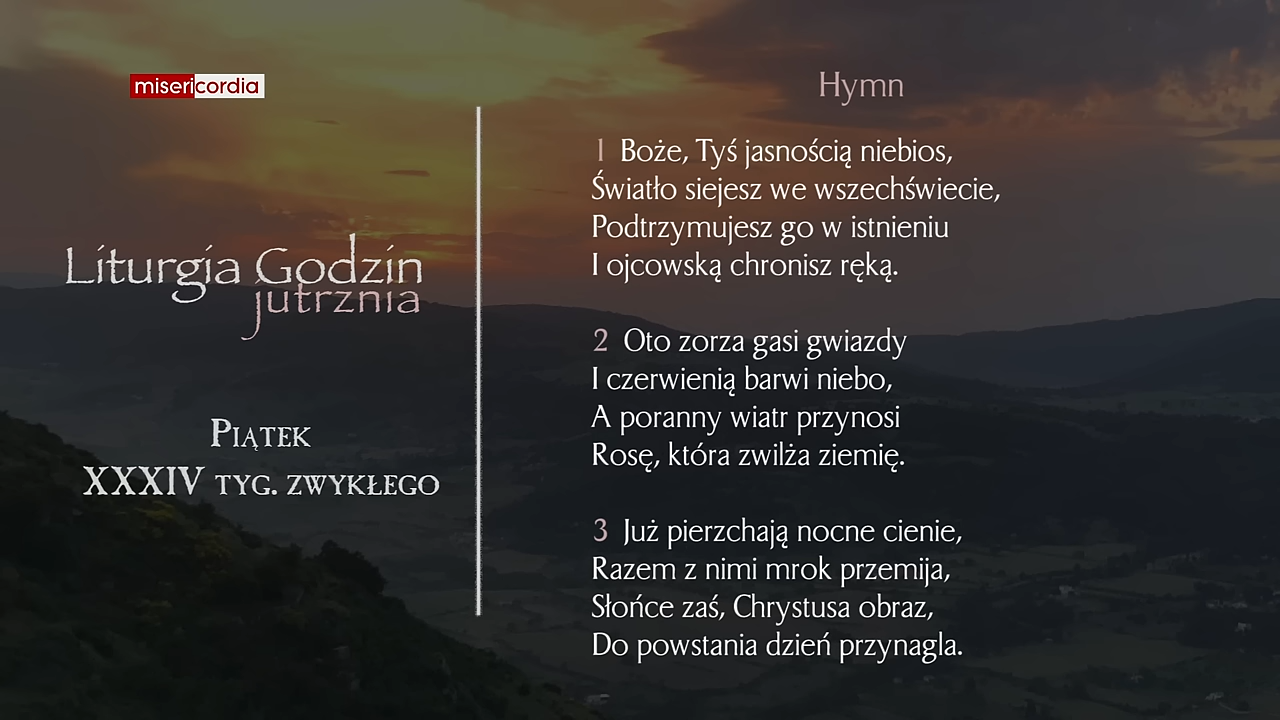 misericordia
Liturgia Godzin
jutrznia
Piątek
XXXIV tyg. zwykłego
Hymn
1 Boże, Tyś jasnością niebios,
Światło siejesz we wszechświecie,
Podtrzymujesz go w istnieniu
I ojcowską chronisz ręką.
2 Oto zorza gasi gwiazdy
I czerwienią barwi niebo,
A poranny wiatr przynosi
Rosę, która zwilża ziemię.
3 Już pierzchają nocne cienie,
Razem z nimi mrok przemija,
Słońce zaś, Chrystusa obraz,
Do powstania dzień przynagla.